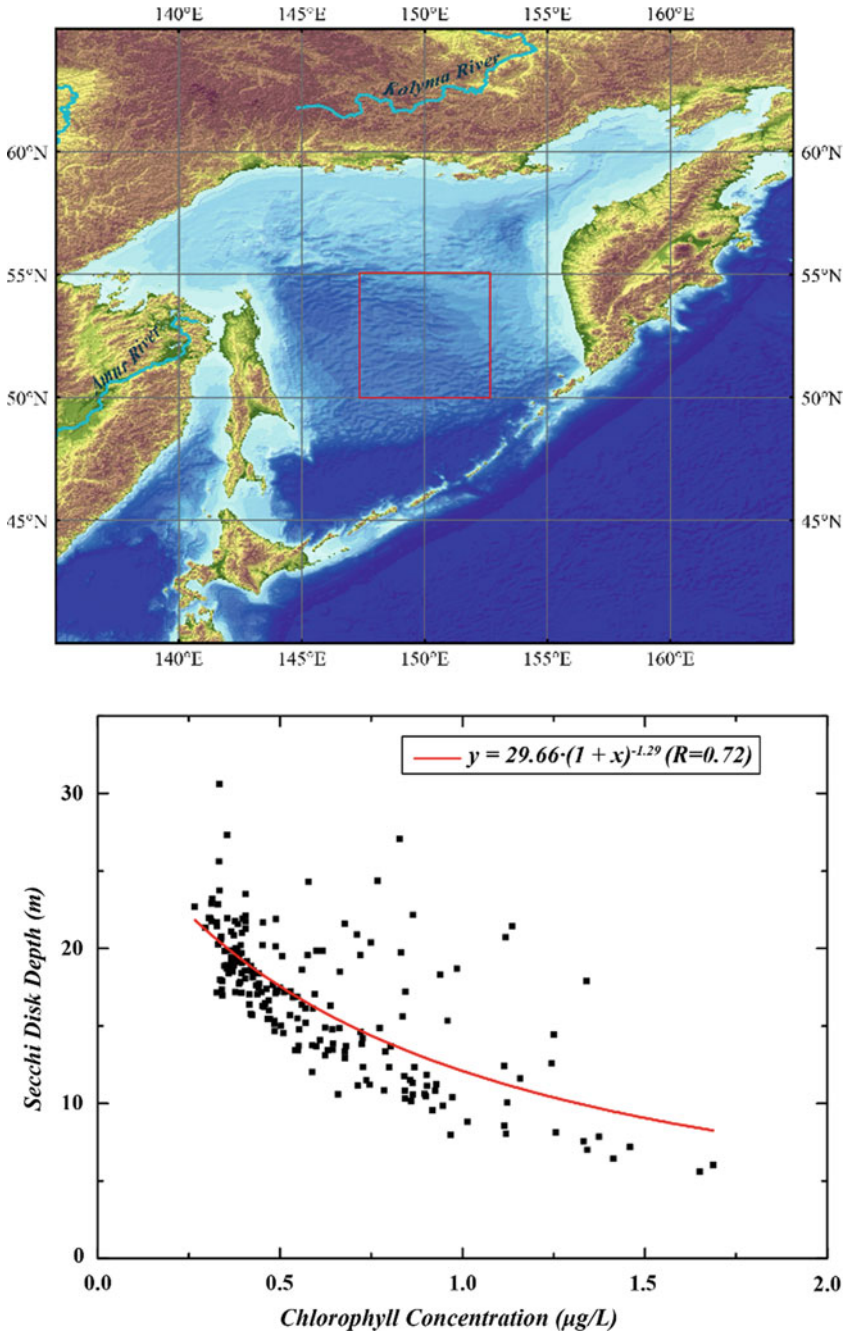 140°E 145°E 150°E 155°E 160°E
Kolyma River
60°N 60°N
55°N 55°N
Amur River
50°N 50°N
45°N 45°N
140°E 145°E 150°E 155°E 160°E
y = 29.66·(1 + x)^-1.29 (R=0.72)
30
20
10
0
Secchi Disk Depth (m)
0.0 0.5 1.0 1.5 2.0
Chlorophyll Concentration (µg/L)